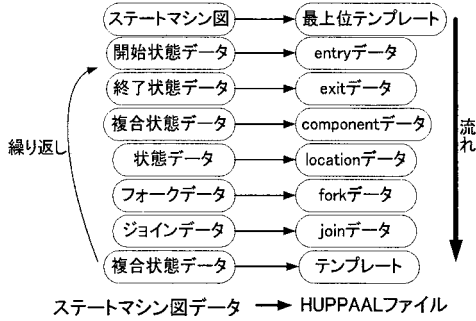 ステートマシン図 最上位テンプレート
開始状態データ entryデータ
終了状態データ exitデータ
複合状態データ componentデータ
状態データ locationデータ
フォークデータ forkデータ
ジョインデータ joinデータ
複合状態データ テンプレート
繰り返し
流れ
ステートマシン図データ HUPPAALファイル